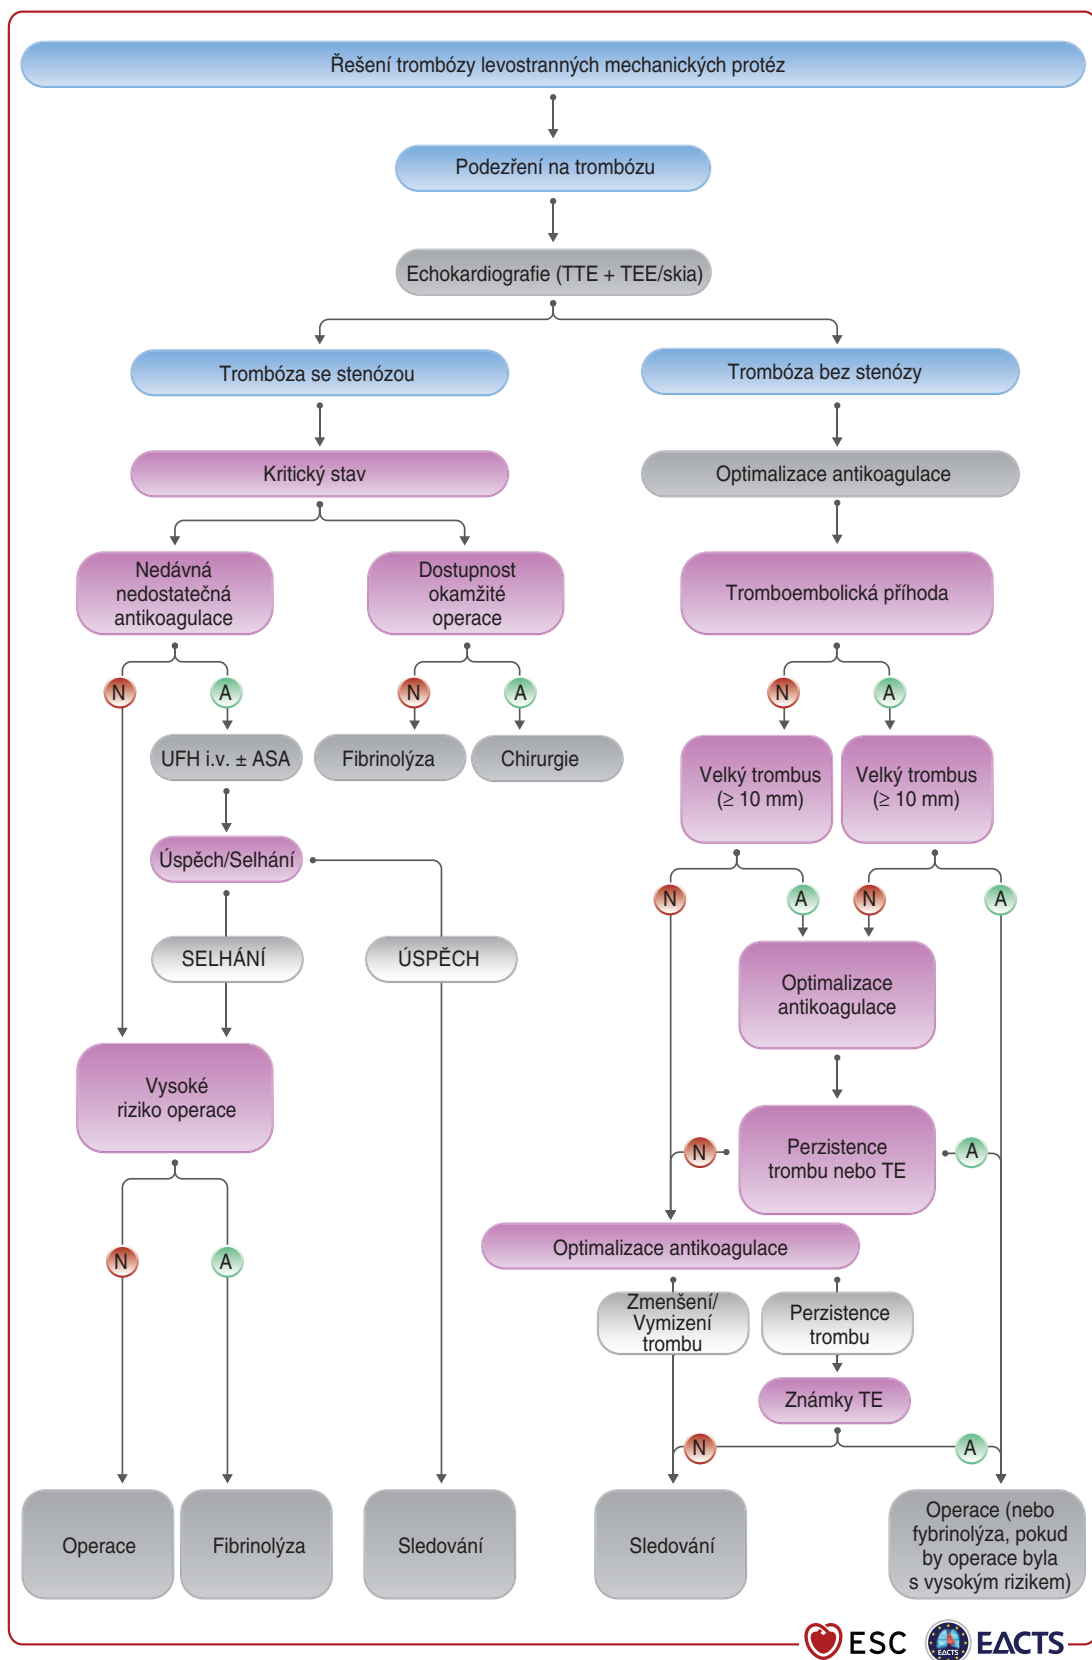 Řešení trombózy levostranných mechanických protéz
Podezření na trombózu
Echokardiografie (TTE + TEE/skia)
Trombóza se stenózou
Trombóza bez stenózy
Kritický stav
Optimalizace antikoagulace
Nedávná
nedostatečná
antikoagulace
Dostupnost
okamžité
operace
Tromboembolická příhoda
N
A
N
A
N
A
UFH i.v. ± ASA
Fibrinolýza
Chirurgie
Velký trombus
(≥ 10 mm)
Velký trombus
(≥ 10 mm)
Úspěch/Selhání
N
A
N
A
SELHÁNÍ
ÚSPĚCH
Optimalizace
antikoagulace
Vysoké
riziko operace
Perzistence
trombu nebo TE
N
A
N
A
Optimalizace antikoagulace
Zmenšení/
Vymizení
trombu
Perzistence
trombu
Známky TE
N
A
Operace
Fibrinolýza
Sledování
Sledování
Operace (nebo
fybrinolýza, pokud
by operace byla
s vysokým rizikem)
ESC
EACTS